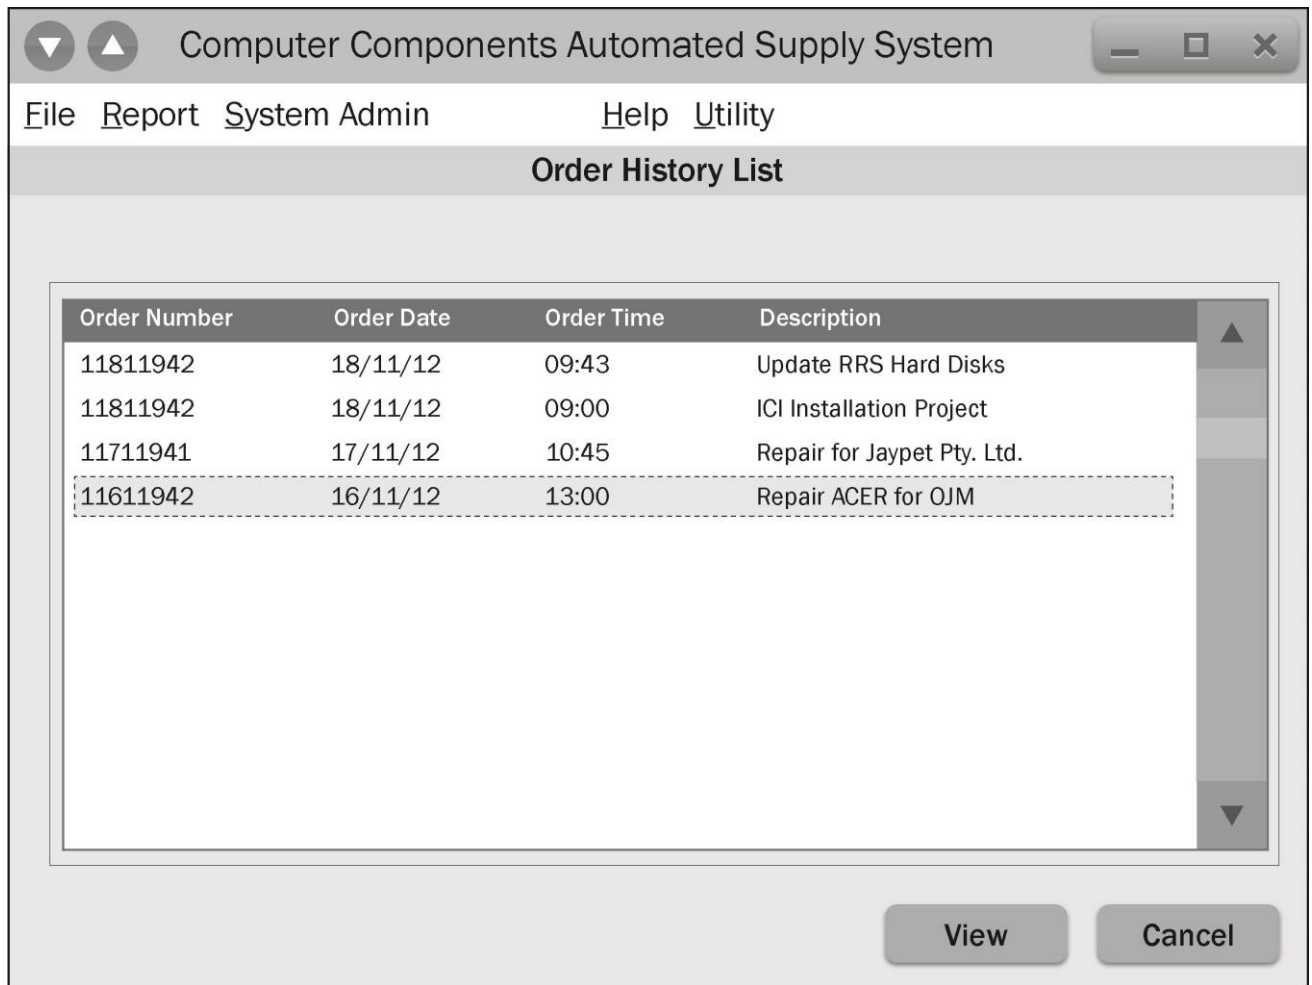 Computer Components Automated Supply System
File Report System Admin Help Utility
Order History List
Order Number Order Date Order Time Description
11811942 18/11/12 09:43 Update RRS Hard Disks
11811942 18/11/12 09:00 ICI Installation Project
11711941 17/11/12 10:45 Repair for Jaypet Pty. Ltd.
11611942 16/11/12 13:00 Repair ACER for OJM
View Cancel